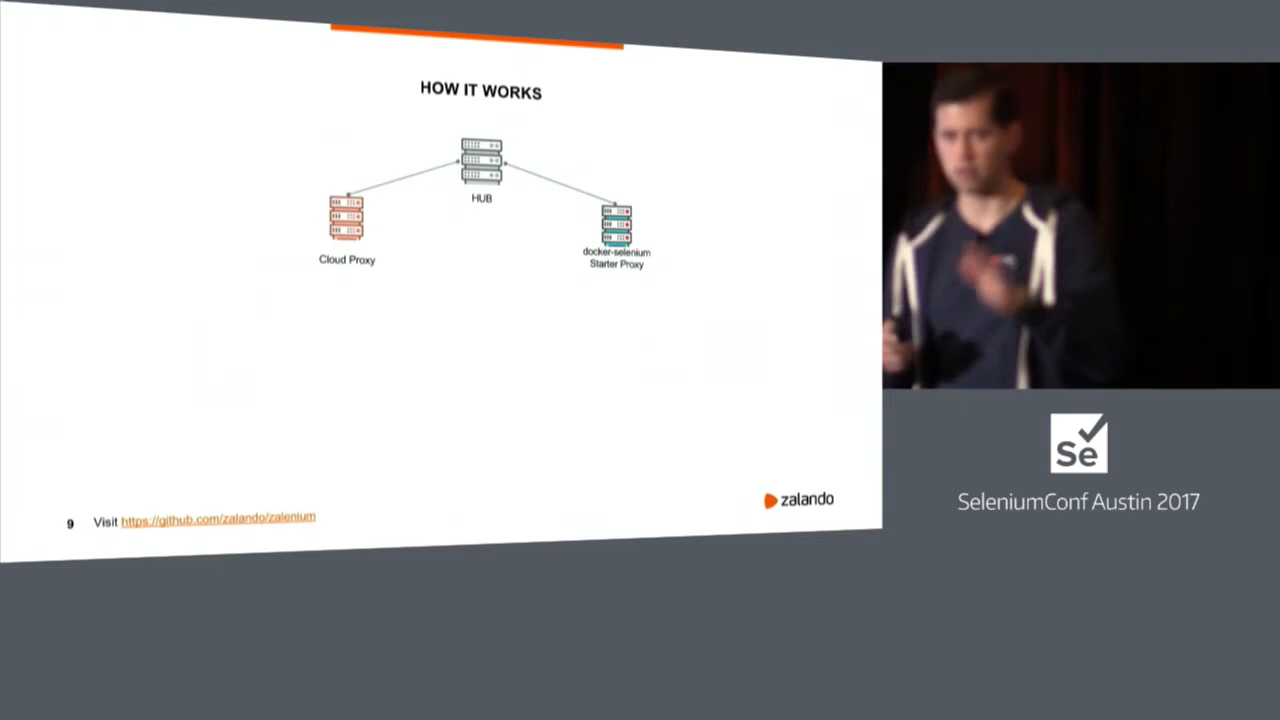 HOW IT WORKS
HUB
Cloud Proxy
docker-selenium
Starter Proxy
9 Visit https://github.com/zalando/zalenium
zalando
Se
SeleniumConf Austin 2017